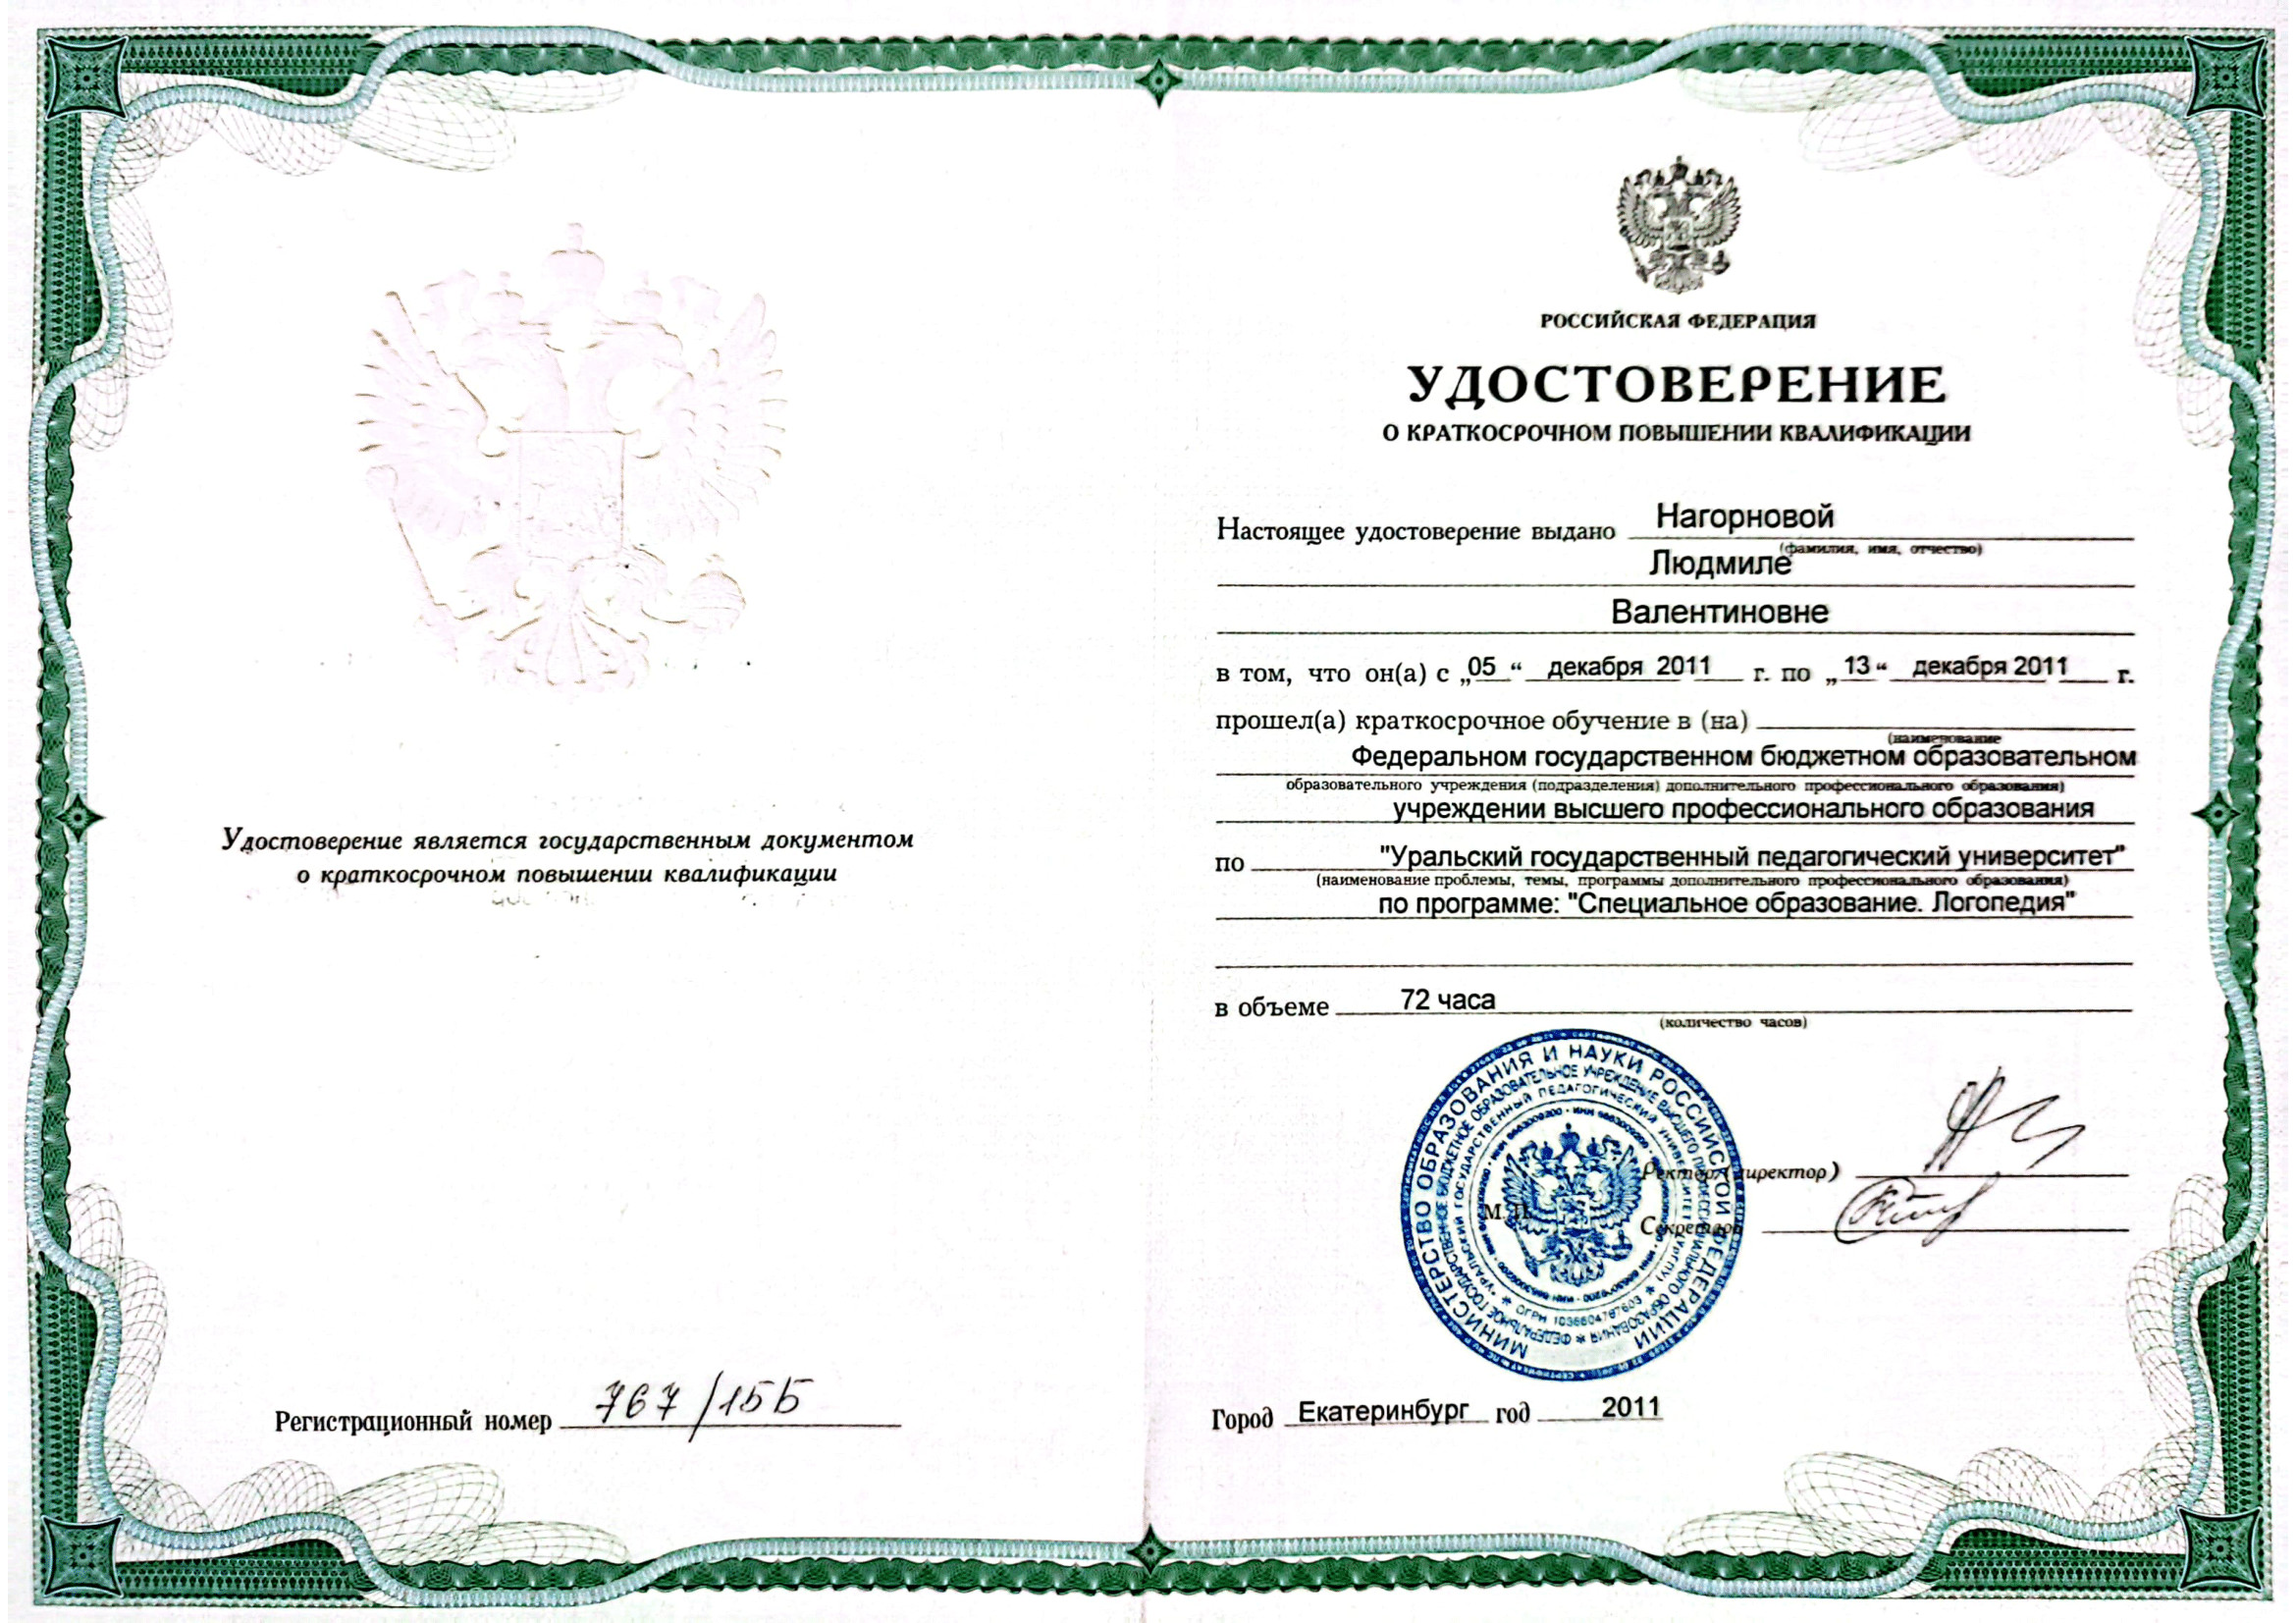 Удостоверение является государственным документом
о краткосрочном повышении квалификации
Регистрационный номер 767/15Б
РОССИЙСКАЯ ФЕДЕРАЦИЯ
УДОСТОВЕРЕНИЕ
О КРАТКОСРОЧНОМ ПОВЫШЕНИИ КВАЛИФИКАЦИИ
Настоящее удостоверение выдано Нагорновой
(фамилия, имя, отчество)
Людмиле
Валентиновне
в том, что он(а) с „05“ декабря 2011 г. по „13“ декабря 2011 г.
прошел(а) краткосрочное обучение в (на)
(наименование
Федеральном государственном бюджетном образовательном
образовательного учреждения (подразделения) дополнительного профессионального образования)
учреждении высшего профессионального образования
по "Уральский государственный педагогический университет"
(наименование проблемы, темы, программы дополнительного профессионального образования)
по программе: "Специальное образование. Логопедия"
в объеме 72 часа
(количество часов)
МИНИСТЕРСТВО ОБРАЗОВАНИЯ И НАУКИ РОССИЙСКОЙ ФЕДЕРАЦИИ
ФЕДЕРАЛЬНОЕ ГОСУДАРСТВЕННОЕ БЮДЖЕТНОЕ ОБРАЗОВАТЕЛЬНОЕ УЧРЕЖДЕНИЕ ВЫСШЕГО ПРОФЕССИОНАЛЬНОГО ОБРАЗОВАНИЯ
УРАЛЬСКИЙ ГОСУДАРСТВЕННЫЙ ПЕДАГОГИЧЕСКИЙ УНИВЕРСИТЕТ
Ректор (директор)
М.П.
Секретарь
Город Екатеринбург год 2011